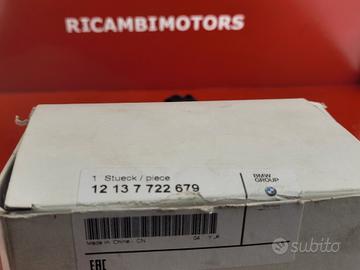 RICAMBIMOTORS
1 Stueck / piece
12 13 7 722 679
BMW
GROUP
Made in China - CN
EAC
subito